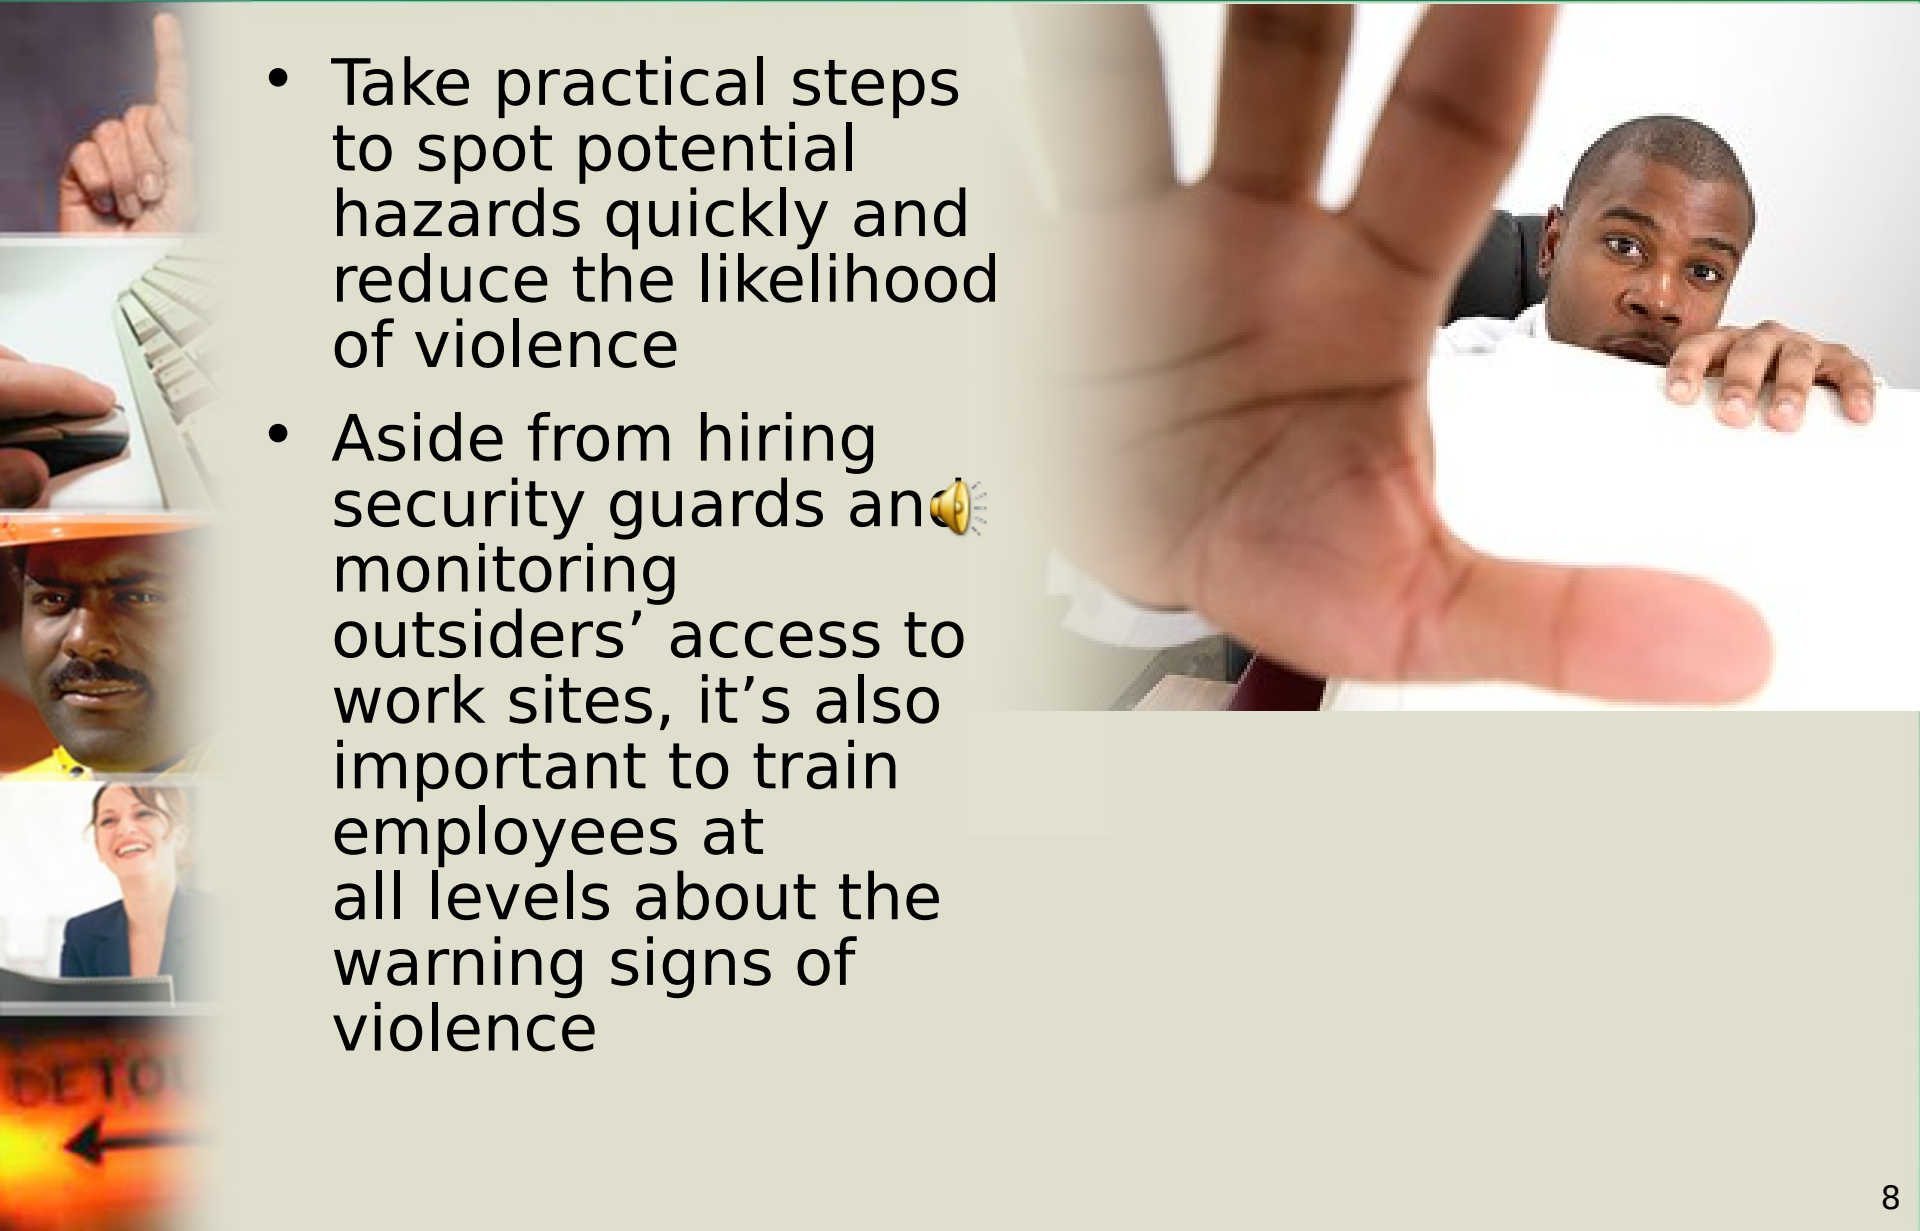 • Take practical steps
to spot potential
hazards quickly and
reduce the likelihood
of violence
• Aside from hiring
security guards and
monitoring
outsiders’ access to
work sites, it’s also
important to train
employees at
all levels about the
warning signs of
violence
8